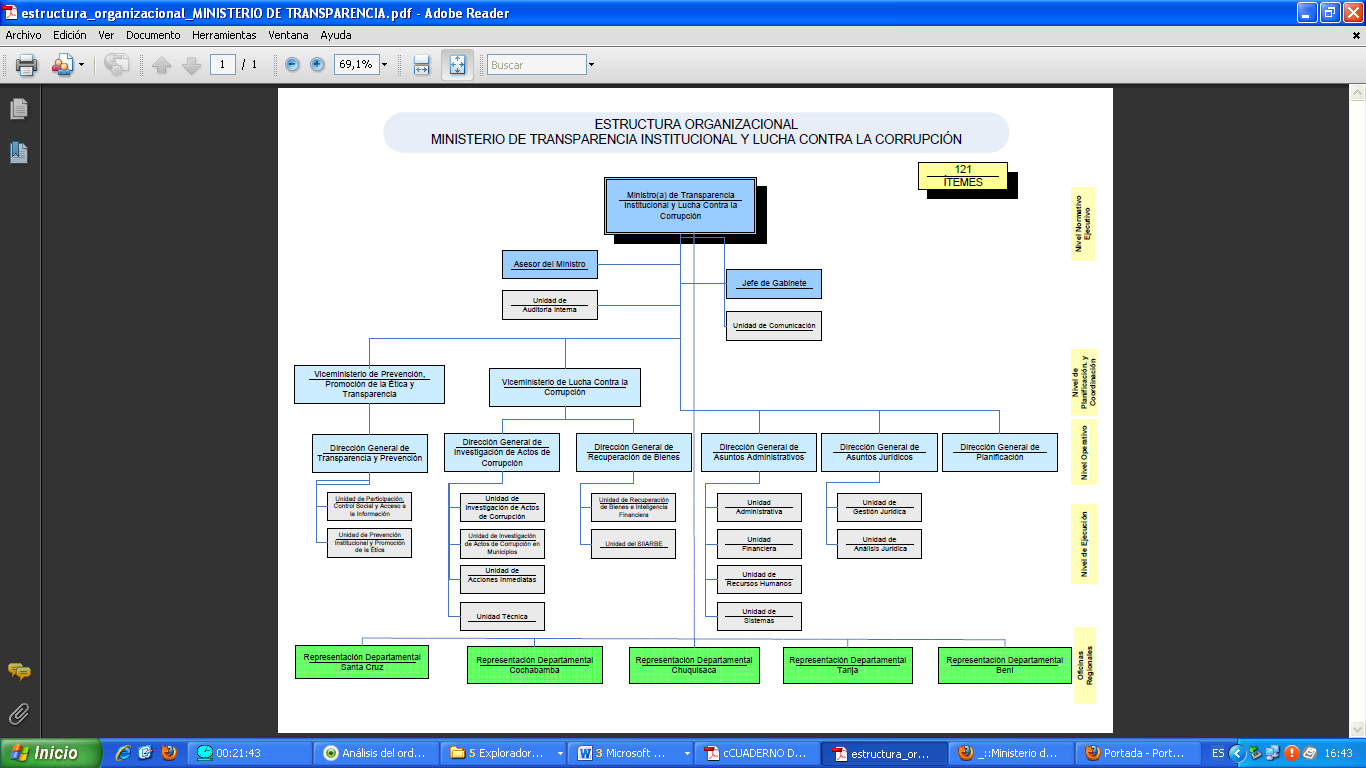 estructura_organizacional_MINISTERIO DE TRANSPARENCIA.pdf - Adobe Reader
Archivo Edición Ver Documento Herramientas Ventana Ayuda
1 / 1 69,1% Buscar
ESTRUCTURA ORGANIZACIONAL
MINISTERIO DE TRANSPARENCIA INSTITUCIONAL Y LUCHA CONTRA LA CORRUPCIÓN
121
ÍTEMES
Ministro(a) de Transparencia
Institucional y Lucha Contra la
Corrupción
Nivel Normativo
Ejecutivo
Asesor del Ministro
Jefe de Gabinete
Unidad de
Auditoria Interna
Unidad de Comunicación
Viceministerio de Prevención,
Promoción de la Ética y
Transparencia
Viceministerio de Lucha Contra la
Corrupción
Nivel de
Planificación, y
Coordinación
Dirección General de
Transparencia y Prevención
Dirección General de
Investigación de Actos de
Corrupción
Dirección General de
Recuperación de Bienes
Dirección General de
Asuntos Administrativos
Dirección General de
Asuntos Jurídicos
Dirección General de
Planificación
Nivel Operativo
Unidad de Participación,
Control Social y Acceso a
la Información
Unidad de Prevención
Institucional y Promoción
de la Ética
Unidad de
Investigación de Actos
de Corrupción
Unidad de Investigación
de Actos de Corrupción en
Municipios
Unidad de
Acciones Inmediatas
Unidad Técnica
Unidad de Recuperación
de Bienes e Inteligencia
Financiera
Unidad del SIIARBE
Unidad
Administrativa
Unidad
Financiera
Unidad de
Recursos Humanos
Unidad de
Sistemas
Unidad de
Gestión Jurídica
Unidad de
Análisis Jurídica
Nivel de Ejecución
Representación Departamental
Santa Cruz
Representación Departamental
Cochabamba
Representación Departamental
Chuquisaca
Representación Departamental
Tarija
Representación Departamental
Beni
Oficinas
Regionales
Inicio 00:21:43 Análisis del ord... 5 Explorador... 3 Microsoft ... cCUADERNO D... estructura_or... _::Ministerio d... Portada - Port... ES 16:43